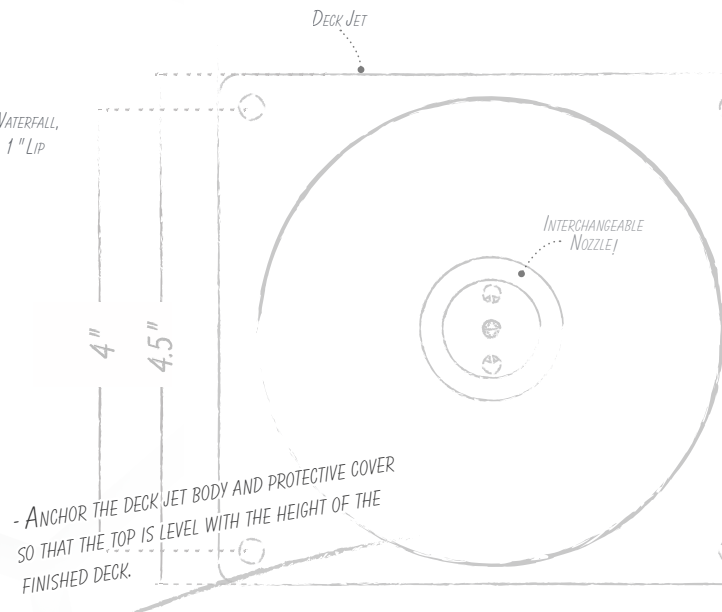 Deck Jet
Waterfall,
1" Lip
Interchangeable
Nozzle!
4"
4.5"
- Anchor the deck jet body and protective cover
so that the top is level with the height of the
finished deck.